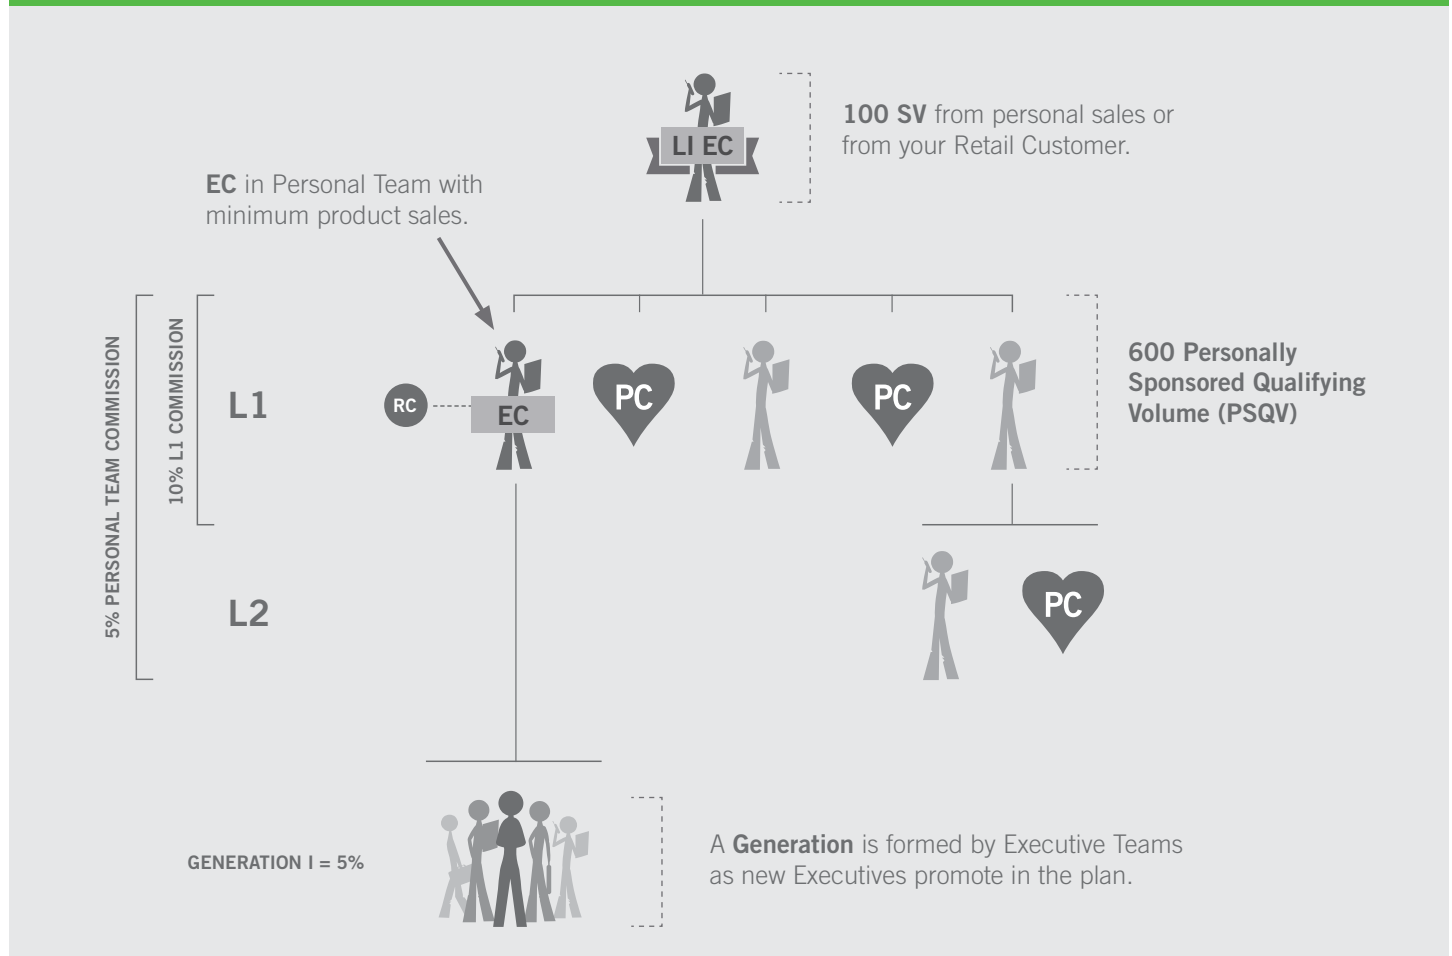 LI EC
100 SV from personal sales or
from your Retail Customer.
EC in Personal Team with
minimum product sales.
5% PERSONAL TEAM COMMISSION
10% L1 COMMISSION
L1
RC
EC
PC
PC
600 Personally
Sponsored Qualifying
Volume (PSQV)
L2
PC
GENERATION I = 5%
A Generation is formed by Executive Teams
as new Executives promote in the plan.